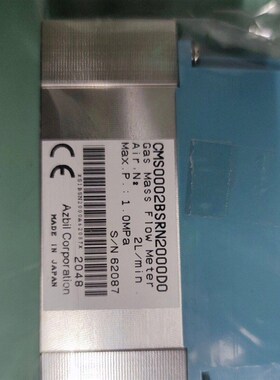 CMS0002BSRN200000
Gas Mass Flow Meter
Air.N₂ 2L/min.
Max.P.:1.0MPa
S/N 62087
2048
Azbil Corporation
MADE IN JAPAN
CE